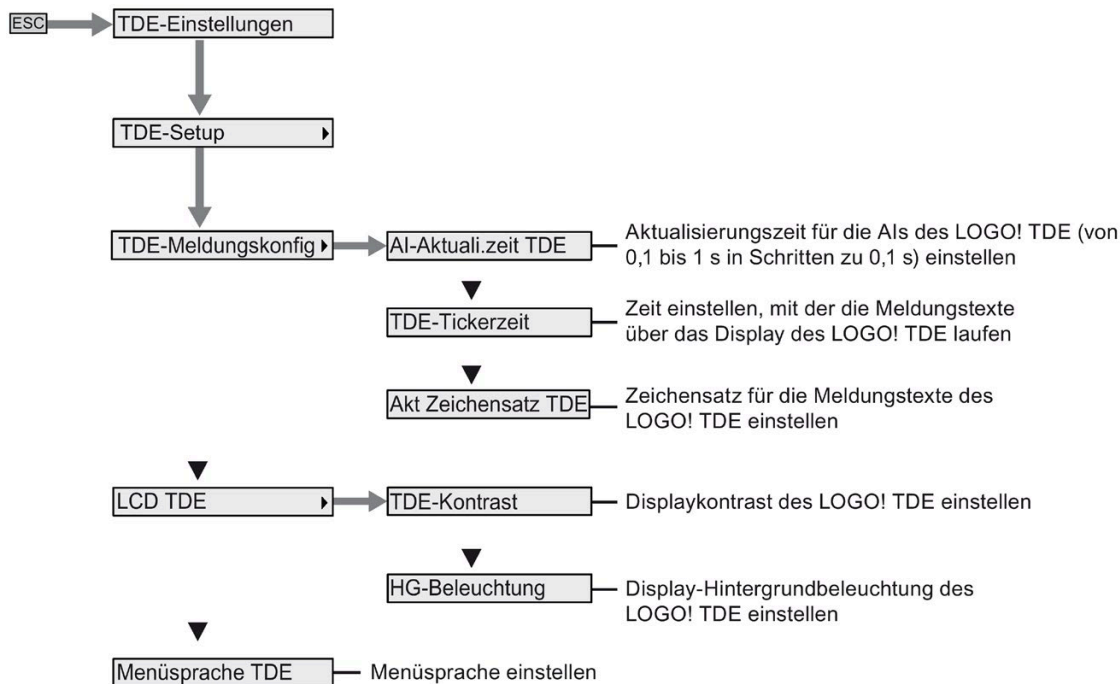 ESC
TDE-Einstellungen
TDE-Setup
TDE-Meldungskonfig
AI-Aktuali.zeit TDE
Aktualisierungszeit für die AIs des LOGO! TDE (von
0,1 bis 1 s in Schritten zu 0,1 s) einstellen
TDE-Tickerzeit
Zeit einstellen, mit der die Meldungstexte
über das Display des LOGO! TDE laufen
Akt Zeichensatz TDE
Zeichensatz für die Meldungstexte des
LOGO! TDE einstellen
LCD TDE
TDE-Kontrast
Displaykontrast des LOGO! TDE einstellen
HG-Beleuchtung
Display-Hintergrundbeleuchtung des
LOGO! TDE einstellen
Menüsprache TDE
Menüsprache einstellen